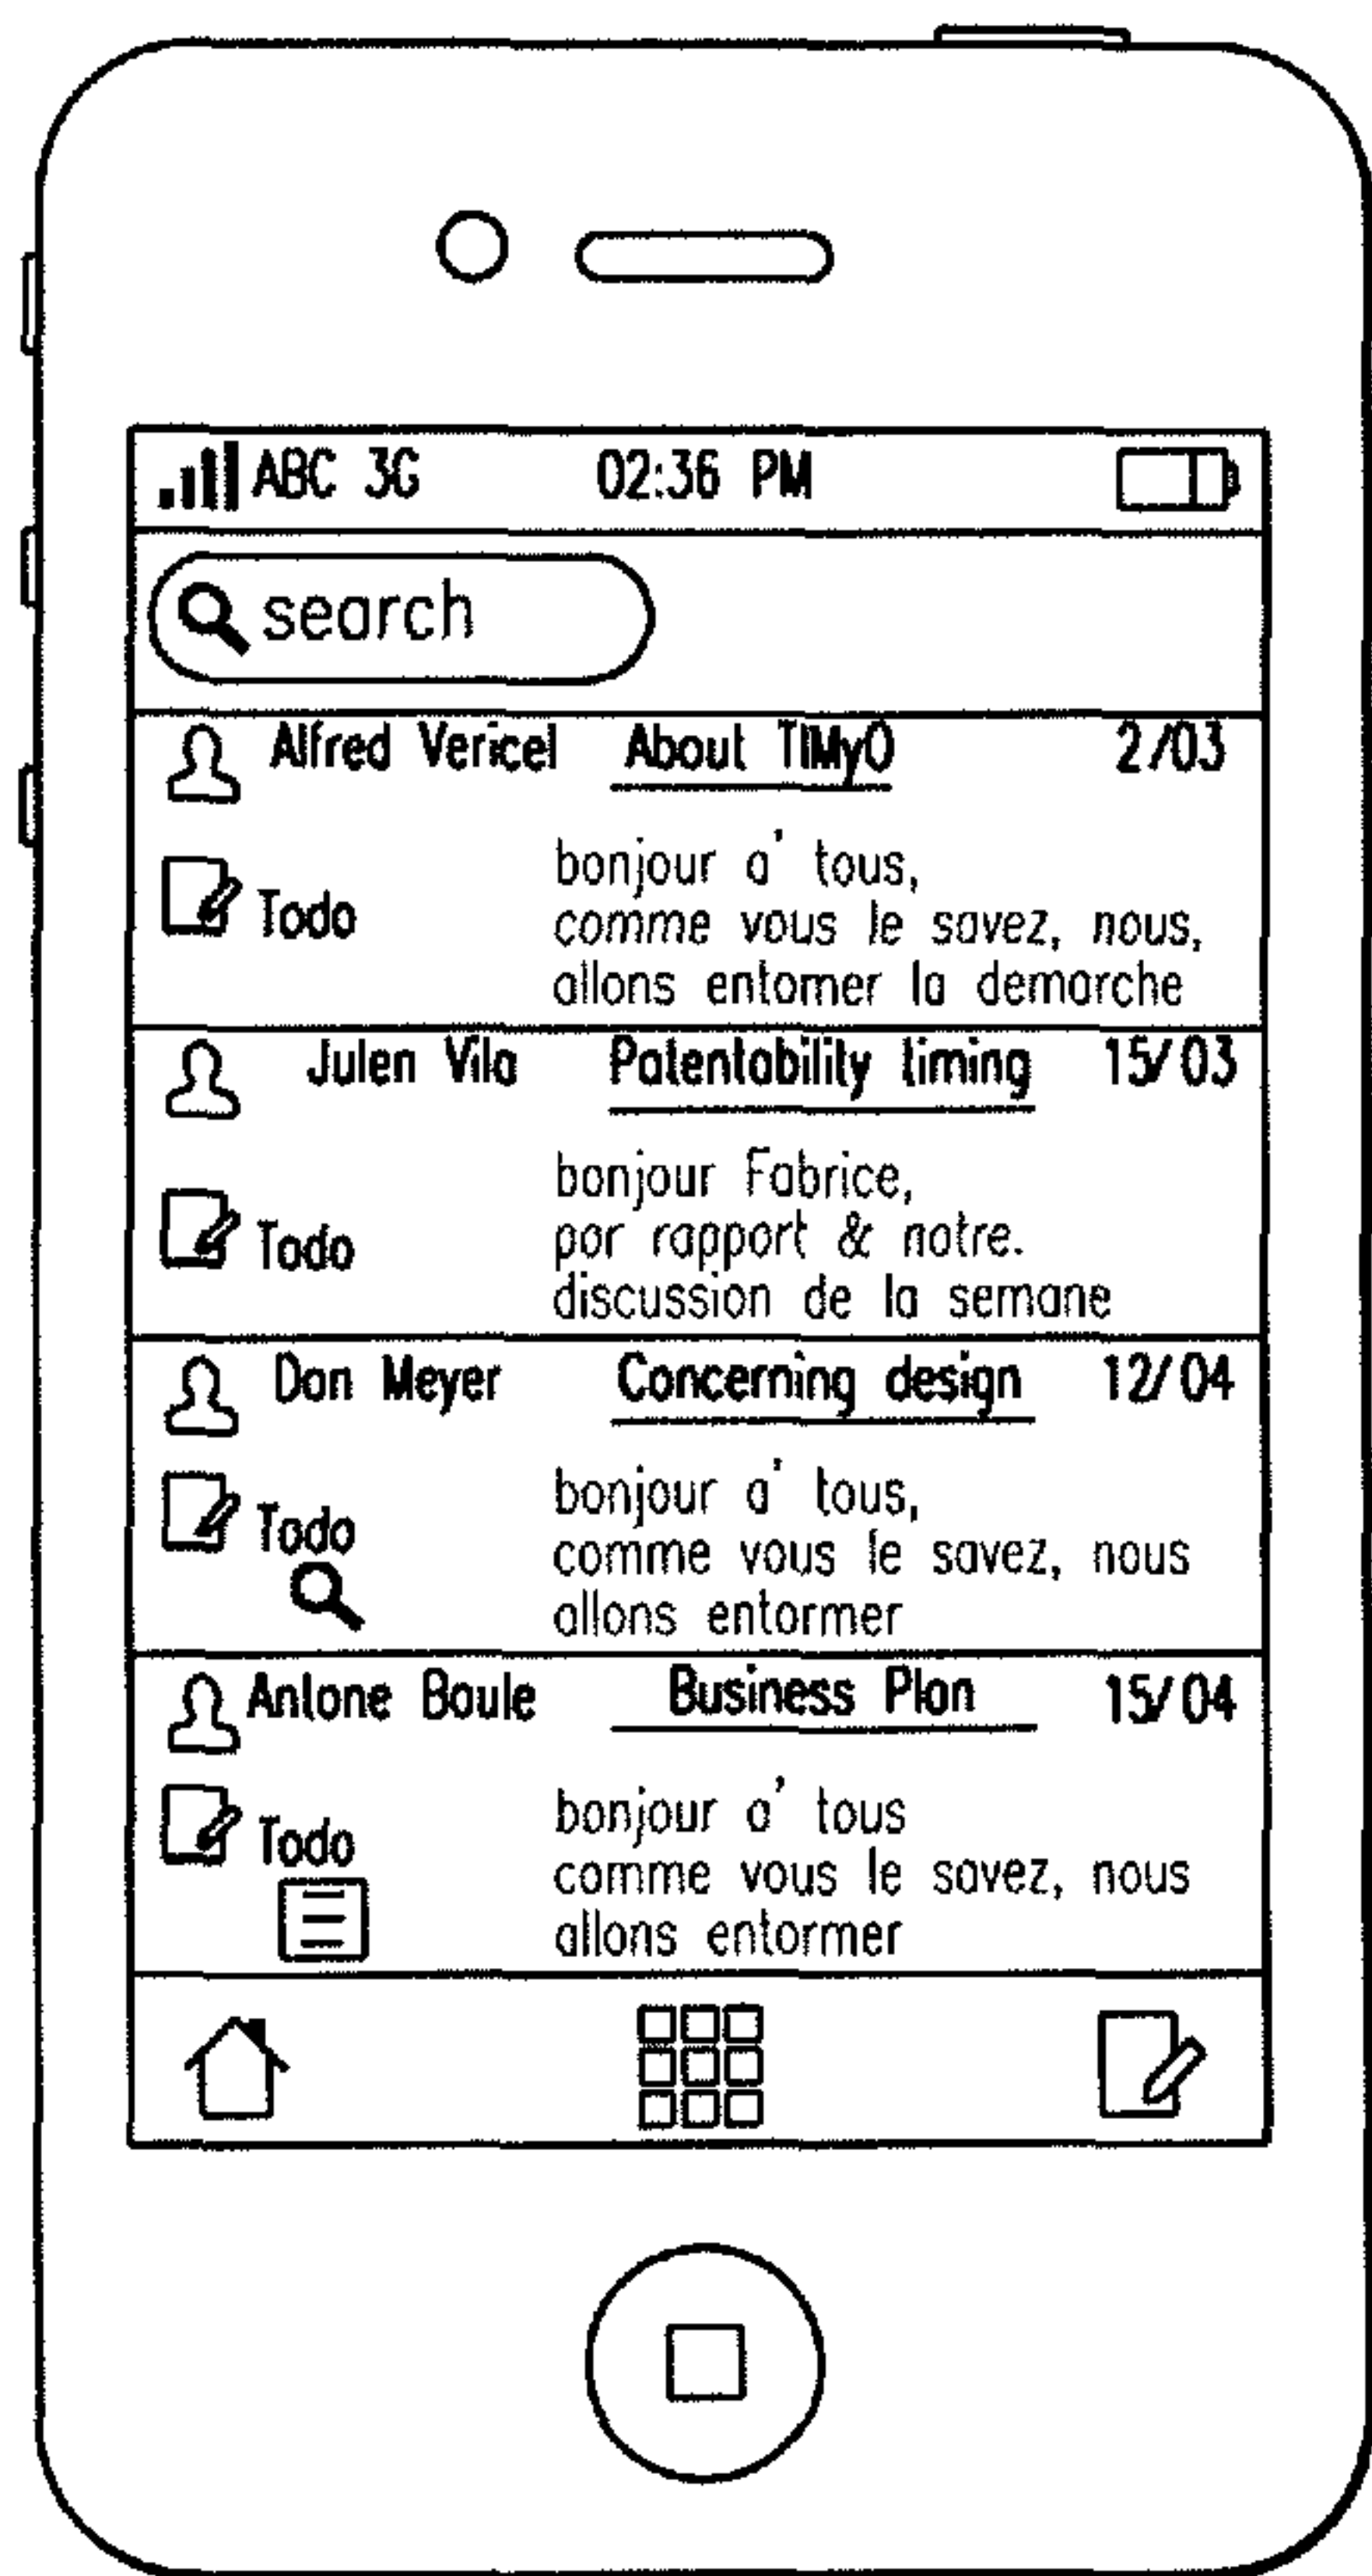 ABC 3G 02:36 PM
search
Alfred Vericel About TIMyO 2/03
Todo
bonjour a' tous,
comme vous le savez, nous,
allons entomer la demarche
Julen Vila Patentability timing 15/03
Todo
bonjour Fabrice,
par rapport & notre.
discussion de la semane
Dan Meyer Concerning design 12/04
Todo
bonjour a' tous,
comme vous le savez, nous
allons entormer
Antone Boule Business Plan 15/04
Todo
bonjour a' tous
comme vous le savez, nous
allons entormer